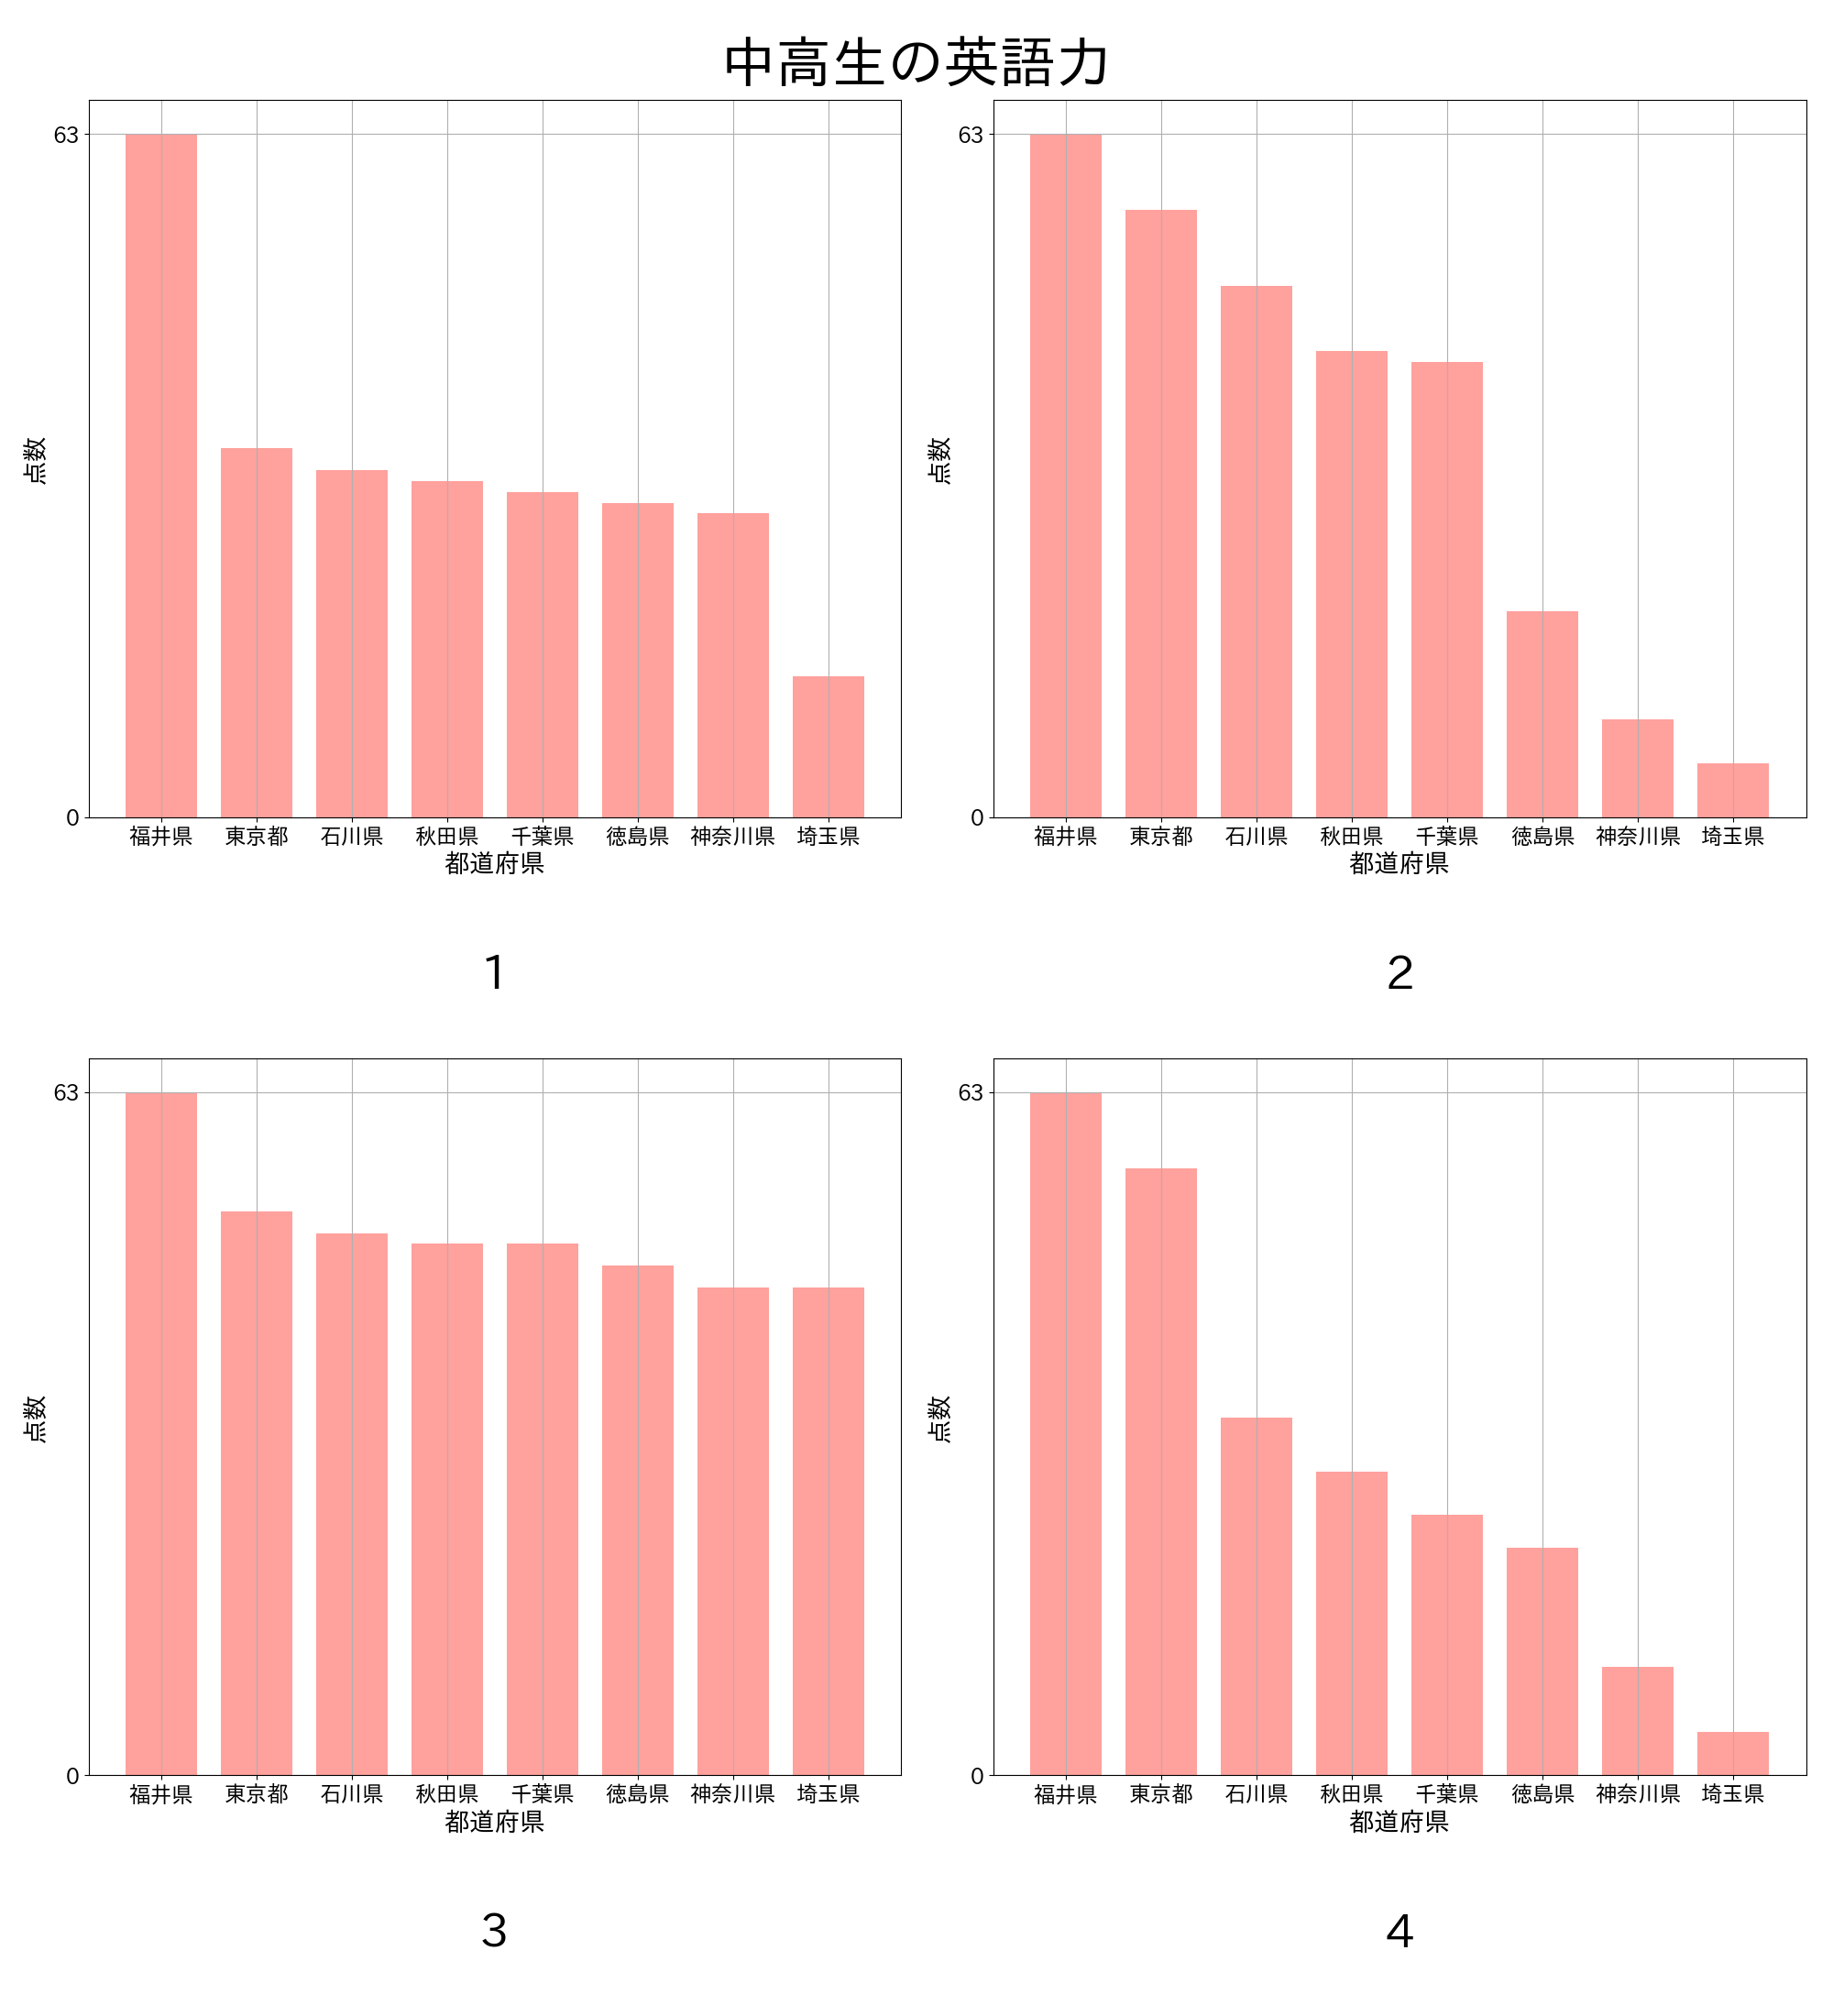 中高生の英語力
63
0
点数
福井県 東京都 石川県 秋田県 千葉県 徳島県 神奈川県 埼玉県
都道府県
1
63
0
点数
福井県 東京都 石川県 秋田県 千葉県 徳島県 神奈川県 埼玉県
都道府県
2
63
0
点数
福井県 東京都 石川県 秋田県 千葉県 徳島県 神奈川県 埼玉県
都道府県
3
63
0
点数
福井県 東京都 石川県 秋田県 千葉県 徳島県 神奈川県 埼玉県
都道府県
4